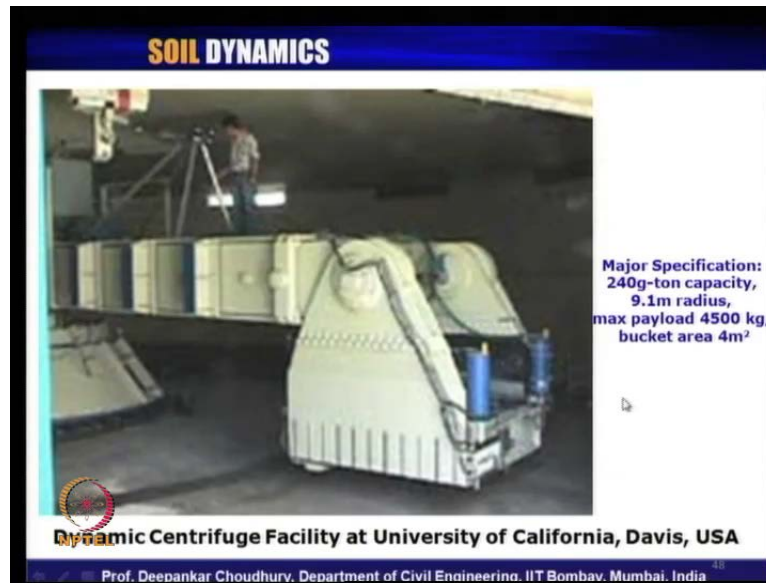 SOIL DYNAMICS
Major Specification:
240g-ton capacity,
9.1m radius,
max payload 4500 kg,
bucket area 4m²
Dynamic Centrifuge Facility at University of California, Davis, USA
NPTEL
48
Prof. Deepankar Choudhury, Department of Civil Engineering, IIT Bombay, Mumbai, India